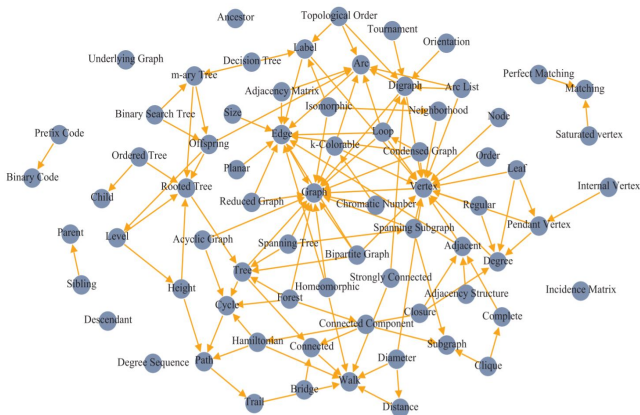 Ancestor
Topological Order
Tournament
Label
Orientation
Underlying Graph
Decision Tree
Arc
m-ary Tree
Digraph
Arc List
Perfect Matching
Matching
Adjacency Matrix
Isomorphic
Neighborhood
Binary Search Tree
Size
Node
Prefix Code
Edge
Loop
Saturated vertex
Offspring
k-Colorable
Condensed Graph
Ordered Tree
Order
Planar
Leaf
Binary Code
Rooted Tree
Graph
Vertex
Internal Vertex
Child
Reduced Graph
Chromatic Number
Regular
Pendant Vertex
Parent
Level
Acyclic Graph
Spanning Tree
Spanning Subgraph
Adjacent
Bipartite Graph
Degree
Sibling
Tree
Strongly Connected
Height
Homeomorphic
Adjacency Structure
Incidence Matrix
Descendant
Cycle
Forest
Closure
Complete
Connected Component
Degree Sequence
Path
Hamiltonian
Connected
Subgraph
Diameter
Clique
Walk
Bridge
Trail
Distance